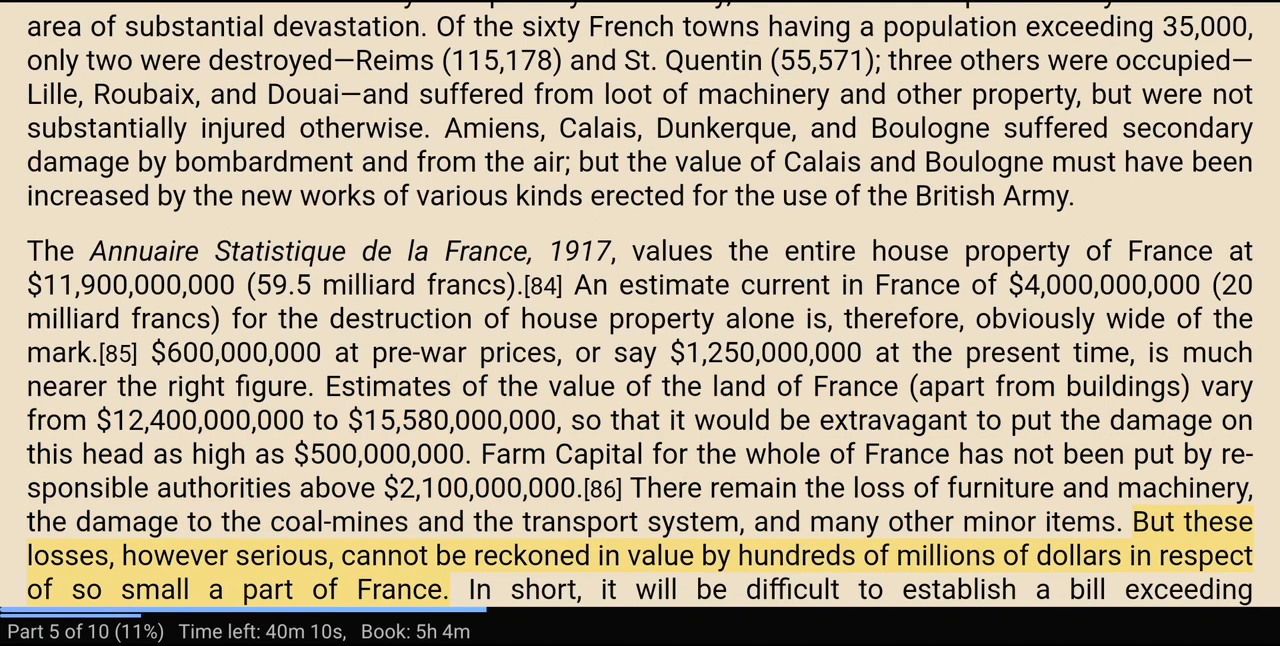 area of substantial devastation. Of the sixty French towns having a population exceeding 35,000,
only two were destroyed—Reims (115,178) and St. Quentin (55,571); three others were occupied—
Lille, Roubaix, and Douai—and suffered from loot of machinery and other property, but were not
substantially injured otherwise. Amiens, Calais, Dunkerque, and Boulogne suffered secondary
damage by bombardment and from the air; but the value of Calais and Boulogne must have been
increased by the new works of various kinds erected for the use of the British Army.
The Annuaire Statistique de la France, 1917, values the entire house property of France at
$11,900,000,000 (59.5 milliard francs).[84] An estimate current in France of $4,000,000,000 (20
milliard francs) for the destruction of house property alone is, therefore, obviously wide of the
mark.[85] $600,000,000 at pre-war prices, or say $1,250,000,000 at the present time, is much
nearer the right figure. Estimates of the value of the land of France (apart from buildings) vary
from $12,400,000,000 to $15,580,000,000, so that it would be extravagant to put the damage on
this head as high as $500,000,000. Farm Capital for the whole of France has not been put by re-
sponsible authorities above $2,100,000,000.[86] There remain the loss of furniture and machinery,
the damage to the coal-mines and the transport system, and many other minor items. But these
losses, however serious, cannot be reckoned in value by hundreds of millions of dollars in respect
of so small a part of France. In short, it will be difficult to establish a bill exceeding
Part 5 of 10 (11%) Time left: 40m 10s, Book: 5h 4m